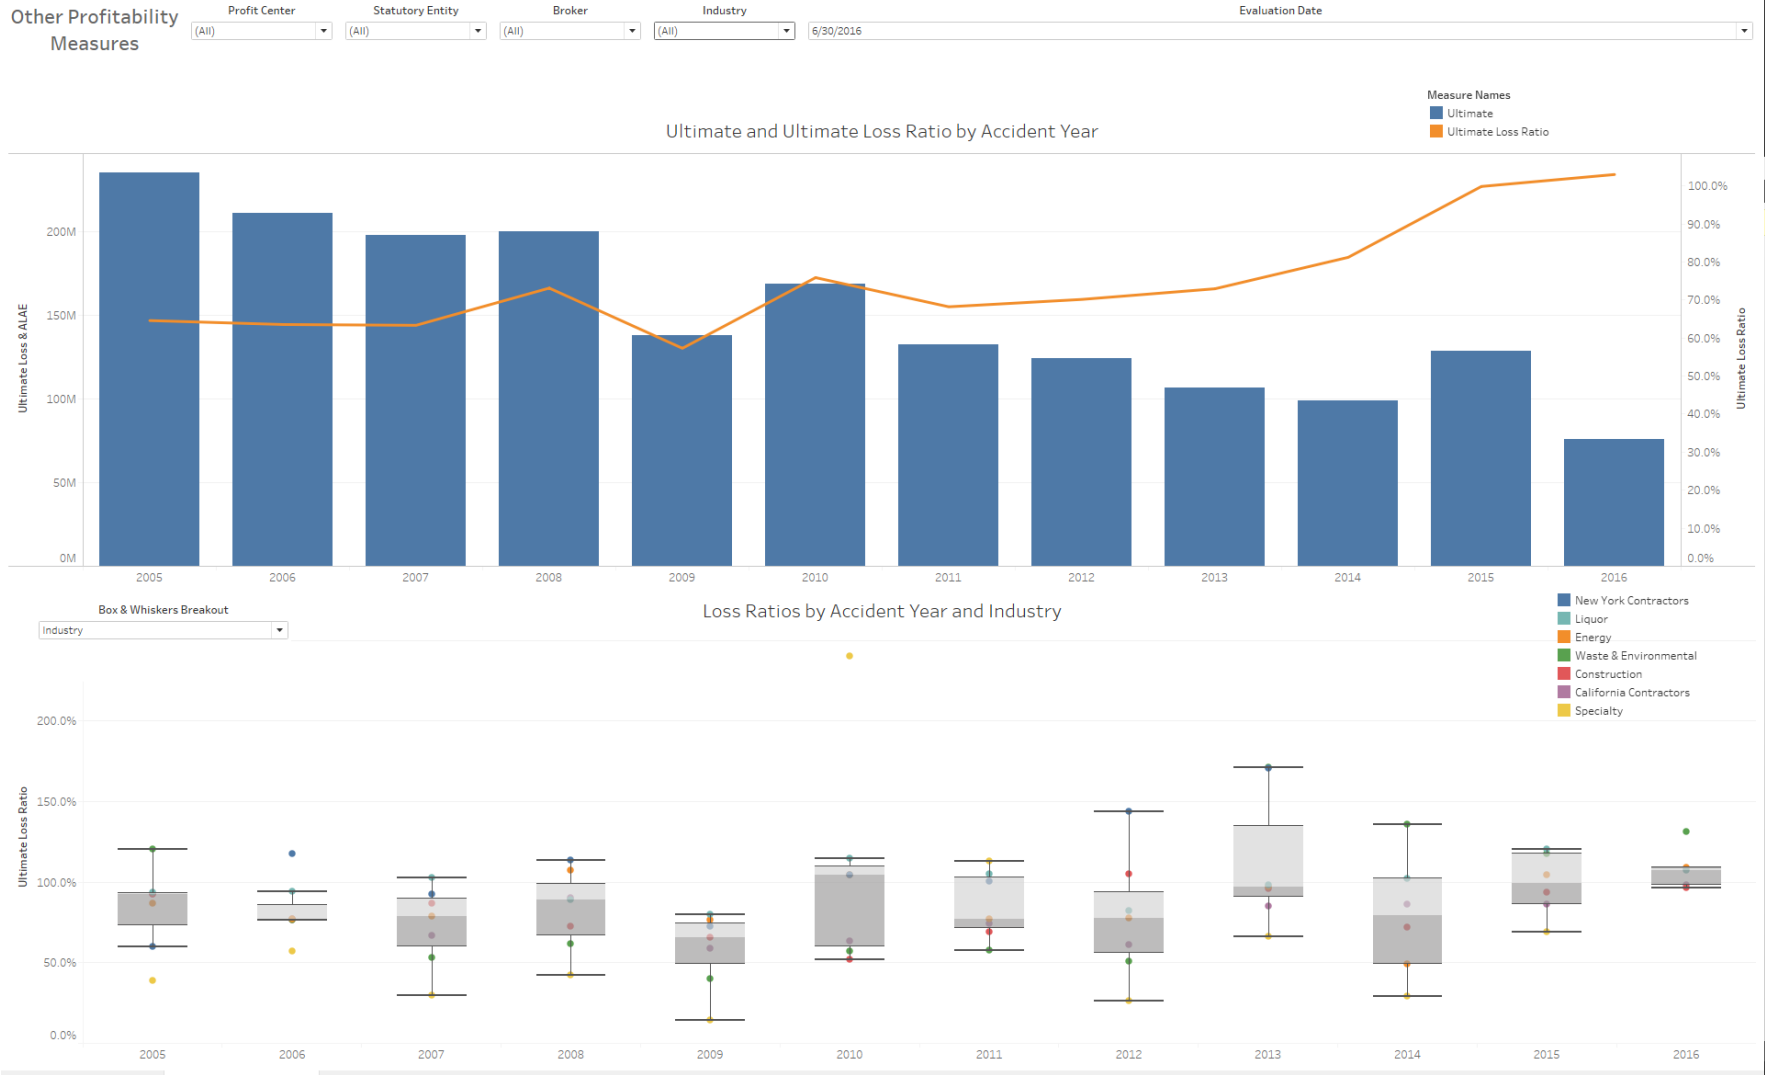 Other Profitability
Measures
Profit Center
Statutory Entity
Broker
Industry
Evaluation Date
(All)
(All)
(All)
(All)
6/30/2016
Measure Names
Ultimate
Ultimate Loss Ratio
Ultimate and Ultimate Loss Ratio by Accident Year
Ultimate Loss & ALAE
200M
150M
100M
50M
0M
100.0%
90.0%
80.0%
70.0%
60.0%
50.0%
40.0%
30.0%
20.0%
10.0%
0.0%
Ultimate Loss Ratio
2005
2006
2007
2008
2009
2010
2011
2012
2013
2014
2015
2016
Box & Whiskers Breakout
Industry
Loss Ratios by Accident Year and Industry
New York Contractors
Liquor
Energy
Waste & Environmental
Construction
California Contractors
Specialty
Ultimate Loss Ratio
200.0%
150.0%
100.0%
50.0%
0.0%
2005
2006
2007
2008
2009
2010
2011
2012
2013
2014
2015
2016